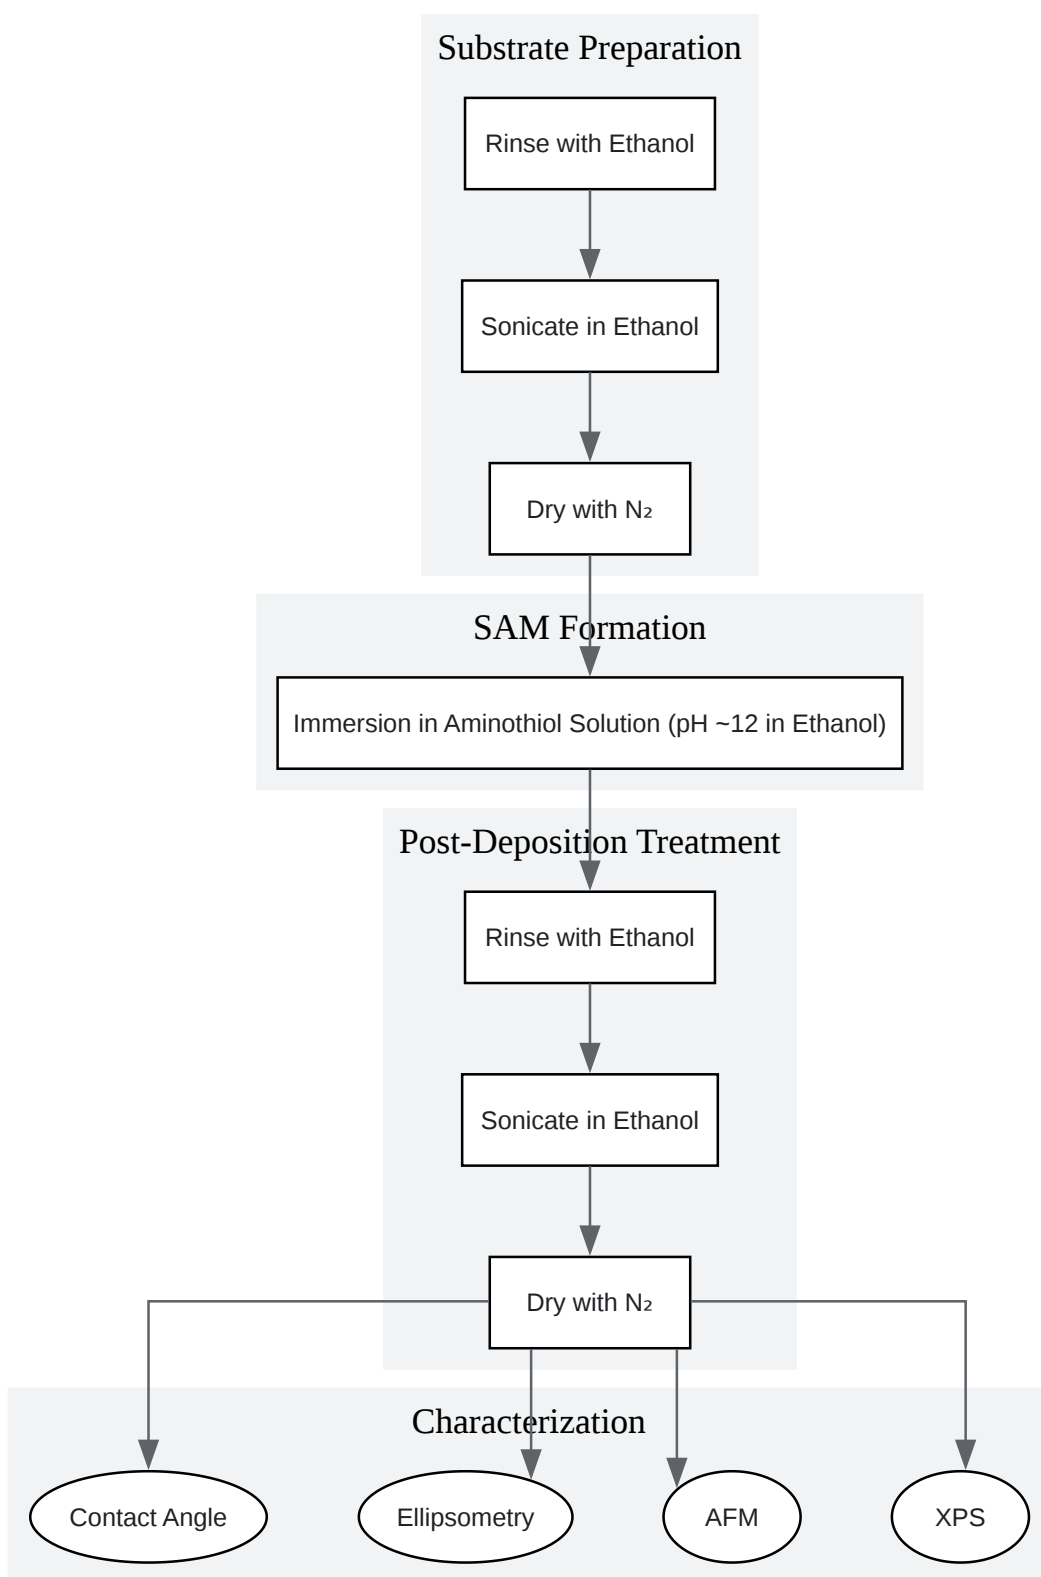 Substrate Preparation
Rinse with Ethanol
Sonicate in Ethanol
Dry with N₂
SAM Formation
Immersion in Aminothiol Solution (pH ~12 in Ethanol)
Post-Deposition Treatment
Rinse with Ethanol
Sonicate in Ethanol
Dry with N₂
Characterization
Contact Angle
Ellipsometry
AFM
XPS